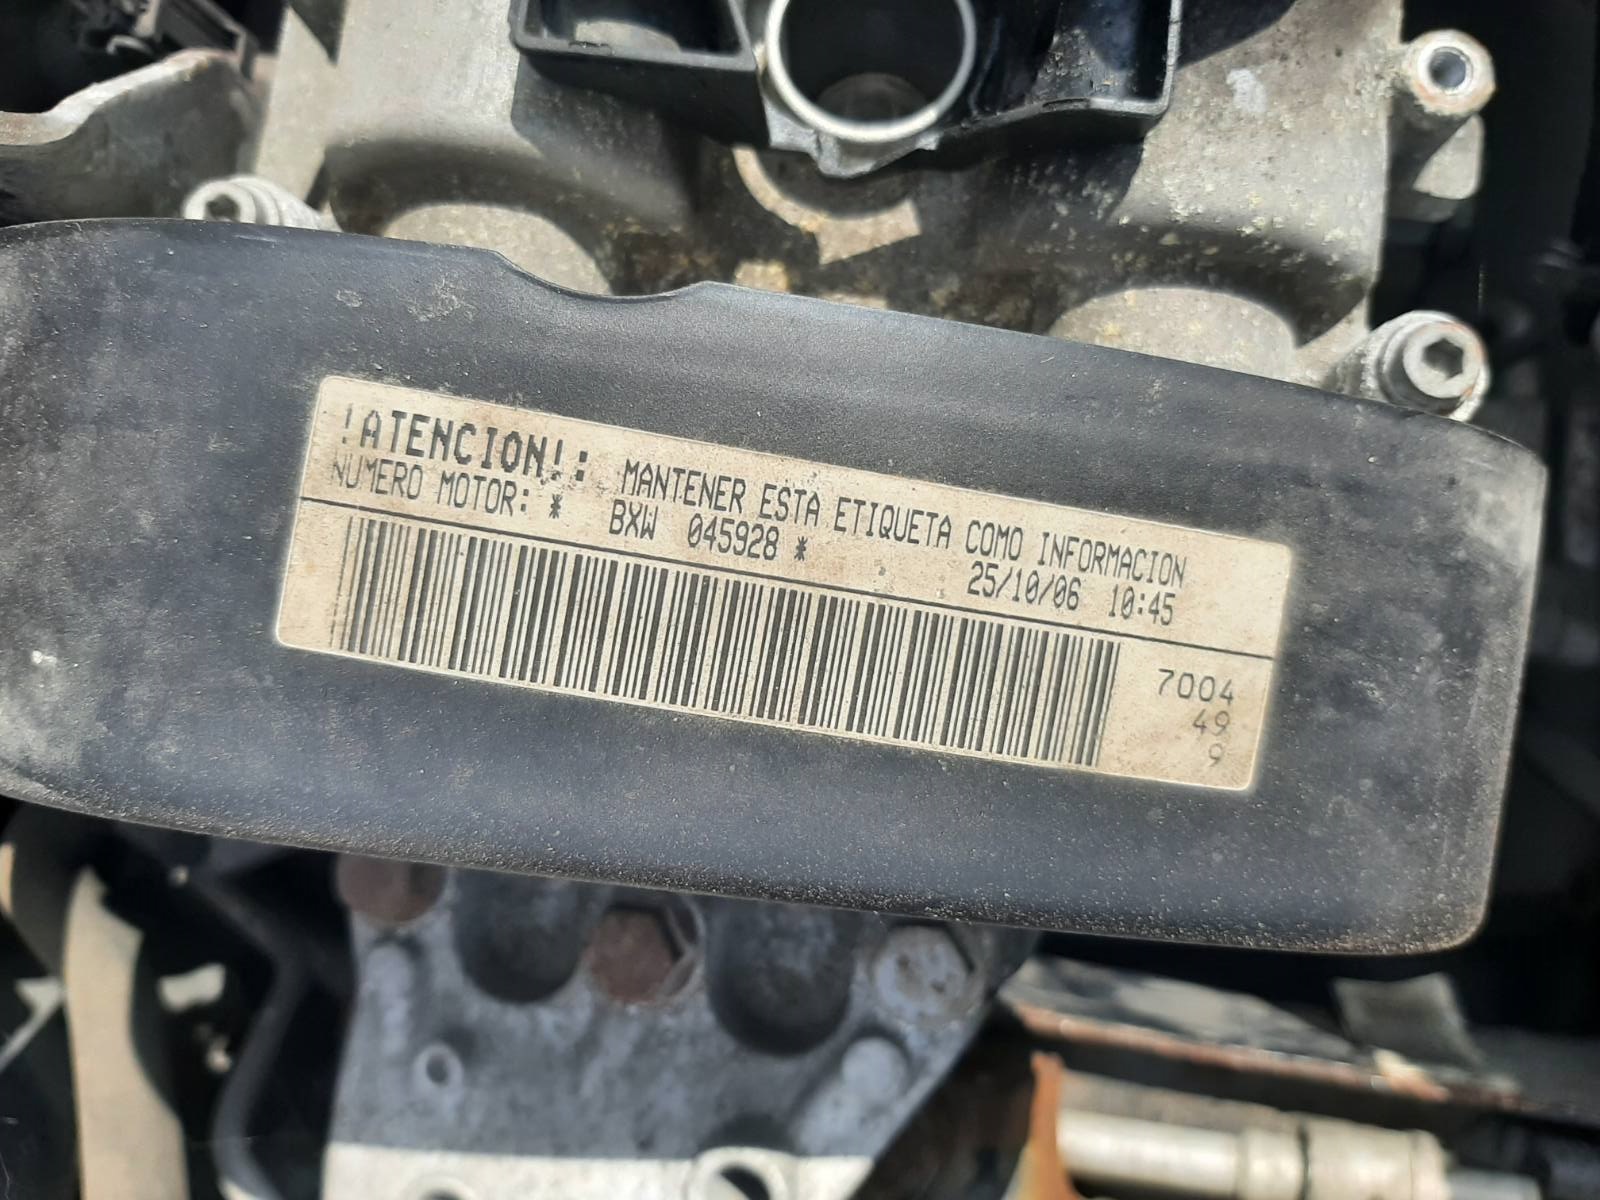 !ATENCION!: MANTENER ESTA ETIQUETA COMO INFORMACION
NUMERO MOTOR: * BXW 045928 * 25/10/06 10:45
7004
49
9